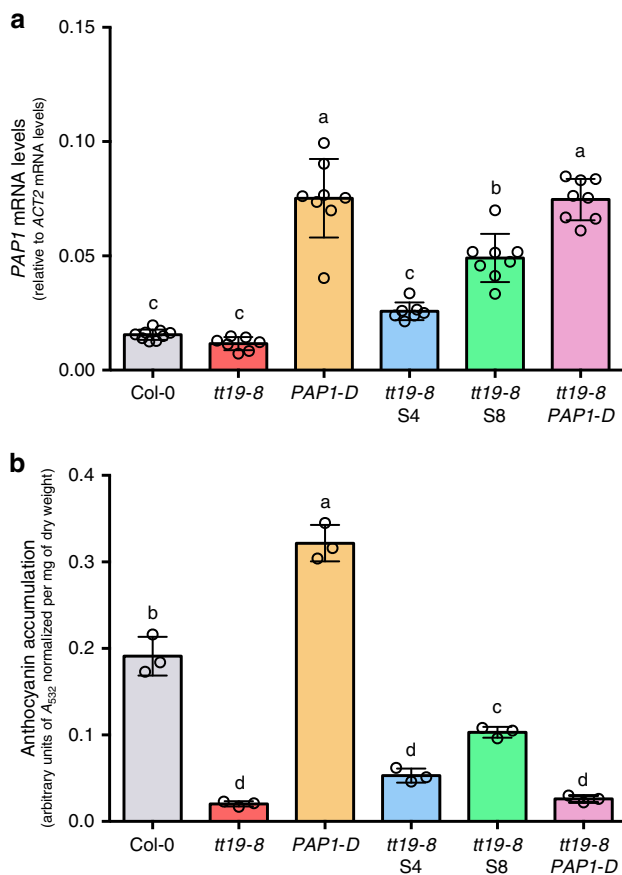 a
PAP1 mRNA levels
(relative to ACT2 mRNA levels)
0.15
0.10
0.05
0.00
c
c
a
c
b
a
Col-0
tt19-8
PAP1-D
tt19-8
S4
tt19-8
S8
tt19-8
PAP1-D
b
Anthocyanin accumulation
(arbitrary units of A532 normalized per mg of dry weight)
0.4
0.3
0.2
0.1
0.0
b
d
a
d
c
d
Col-0
tt19-8
PAP1-D
tt19-8
S4
tt19-8
S8
tt19-8
PAP1-D